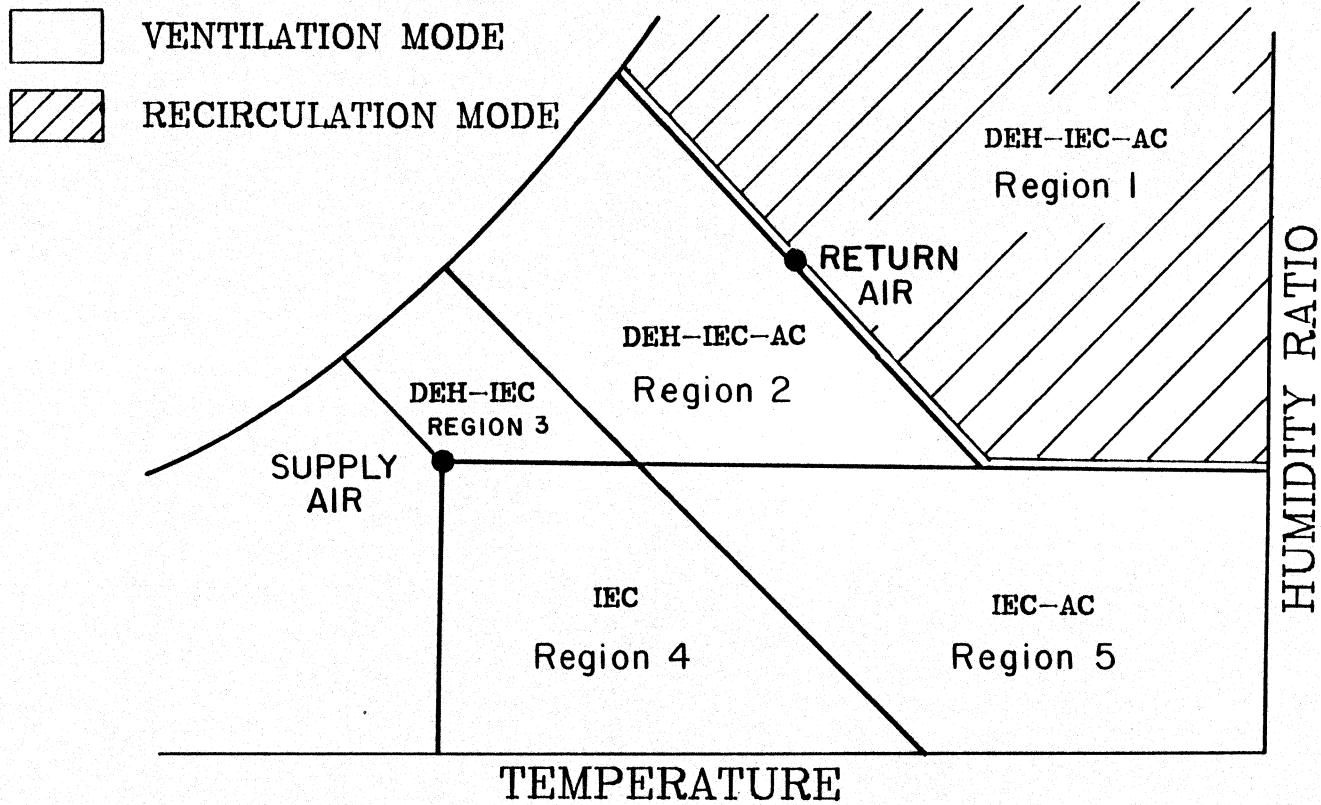 VENTILATION MODE
RECIRCULATION MODE
DEH-IEC-AC
Region 1
RETURN
AIR
DEH-IEC-AC
Region 2
DEH-IEC
REGION 3
SUPPLY
AIR
IEC
Region 4
IEC-AC
Region 5
HUMIDITY RATIO
TEMPERATURE